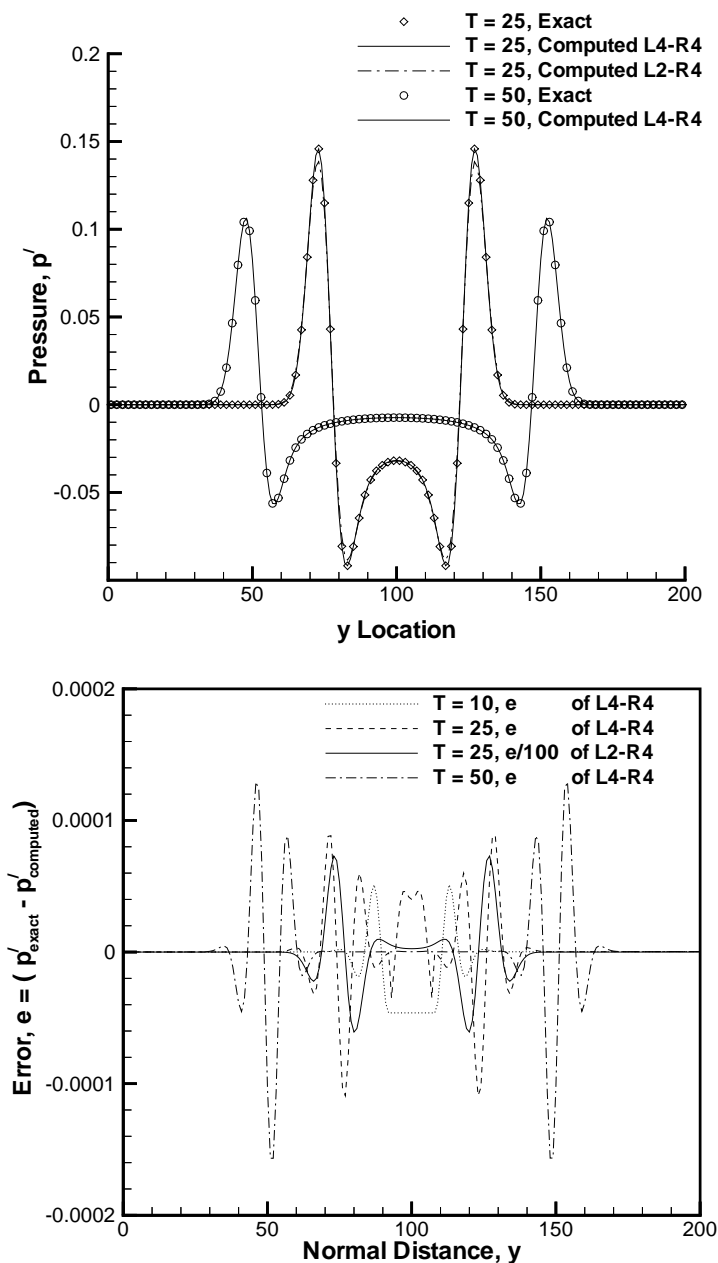 T = 25, Exact
T = 25, Computed L4-R4
T = 25, Computed L2-R4
T = 50, Exact
T = 50, Computed L4-R4
0.2
0.15
0.1
0.05
0
-0.05
Pressure, p/
0 50 100 150 200
y Location
T = 10, e of L4-R4
T = 25, e of L4-R4
T = 25, e/100 of L2-R4
T = 50, e of L4-R4
0.0002
0.0001
0
-0.0001
-0.0002
Error, e = ( p/exact - p/computed)
0 50 100 150 200
Normal Distance, y